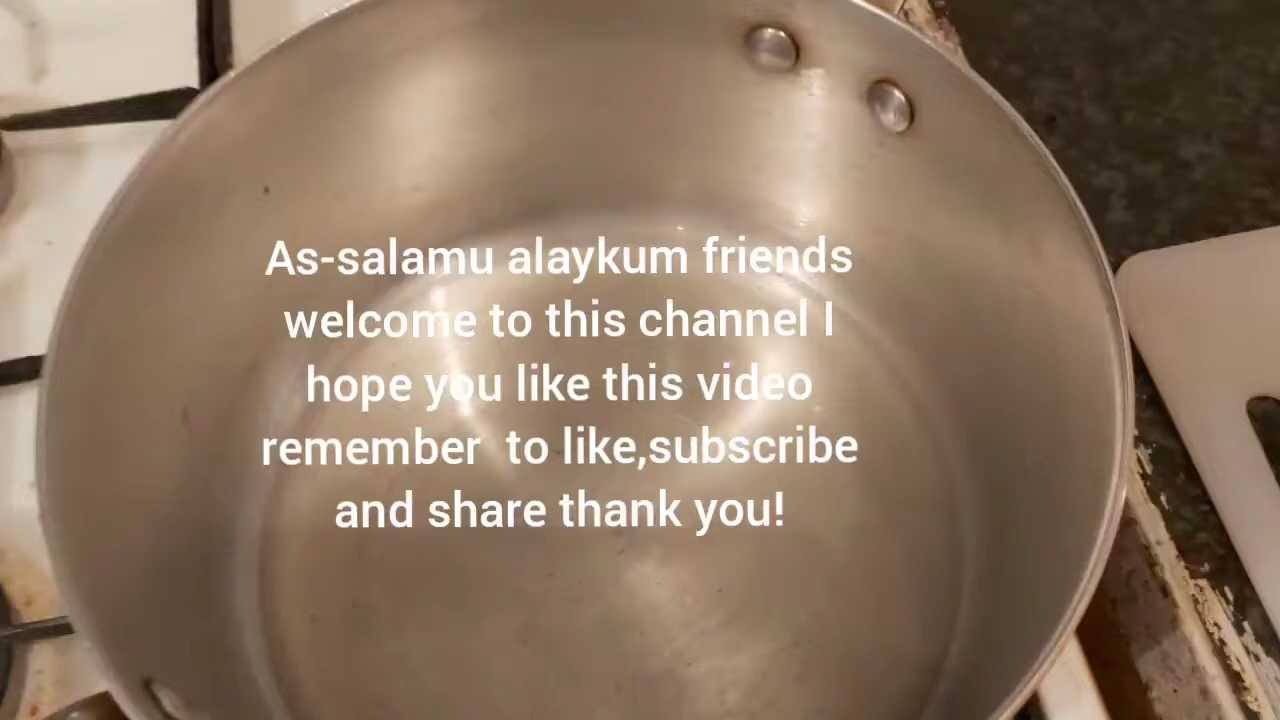 As-salamu alaykum friends
welcome to this channel I
hope you like this video
remember  to like,subscribe
and share thank you!